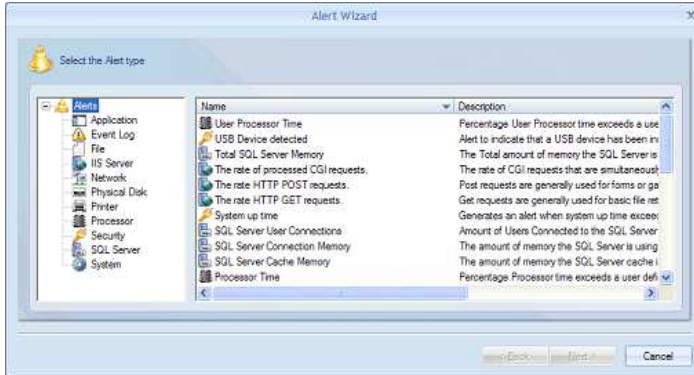 Alert Wizard
Select the Alert type
Alerts
Application
Event Log
File
IIS Server
Network
Physical Disk
Printer
Processor
Security
SQL Server
System
Name Description
User Processor Time Percentage User Processor time exceeds a use
USB Device detected Alert to indicate that a USB device has been in
Total SQL Server Memory The Total amount of memory the SQL Server is
The rate of processed CGI requests. The rate of CGI requests that are simultaneousl
The rate HTTP POST requests. Post requests are generally used for forms or ga
The rate HTTP GET requests. Get requests are generally used for basic file ret
System up time Generates an alert when system up time exceed
SQL Server User Connections Amount of Users Connected to the SQL Server
SQL Server Connection Memory The amount of memory the SQL Server is using
SQL Server Cache Memory The amount of memory the SQL Server cache i
Processor Time Percentage Processor time exceeds a user defi
< Back Next > Cancel